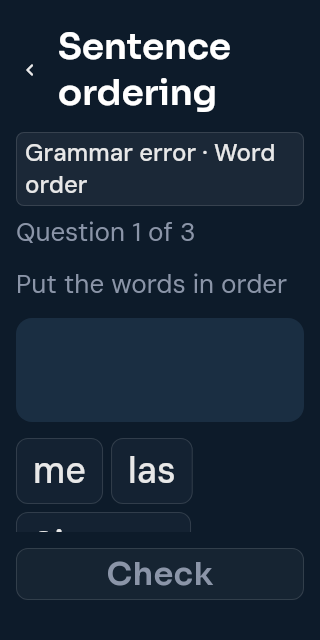 Sentence
ordering
Grammar error · Word
order
Question 1 of 3
Put the words in order
me
las
Check